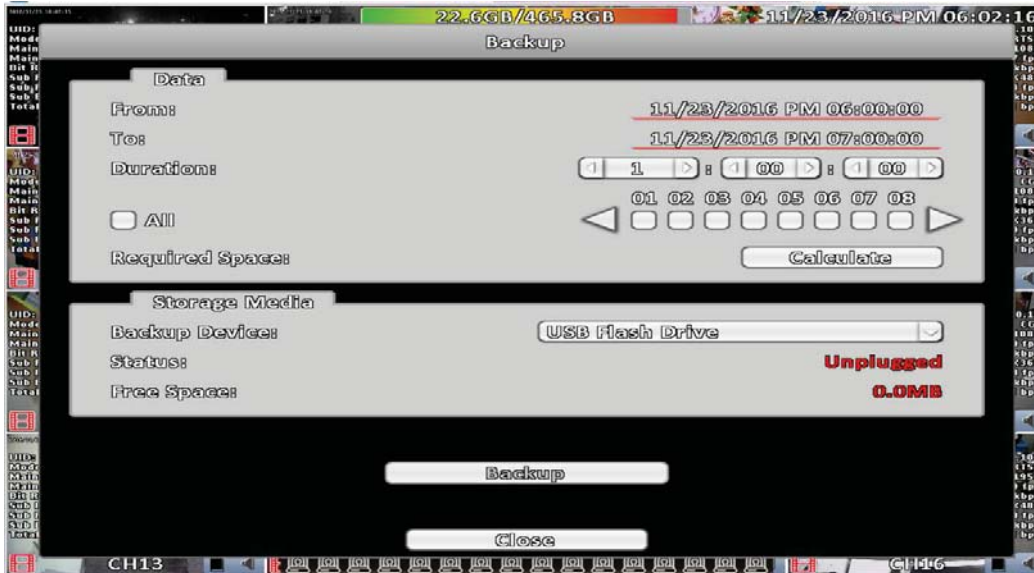 22.6GB/465.8GB
11/23/2016 PM 06:02:16
Backup
Data
From: 11/23/2016 PM 06:00:00
To: 11/23/2016 PM 07:00:00
Duration: 1 : 00 : 00
01 02 03 04 05 06 07 08
All
Required Space: Calculate
Storage Media
Backup Device: USB Flash Drive
Status: Unplugged
Free Space: 0.0MB
Backup
Close
CH13
CH16